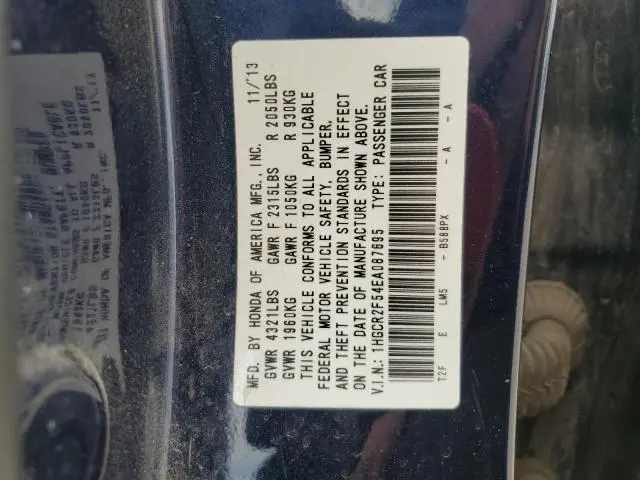 MFD. BY HONDA OF AMERICA MFG., INC. 11/13
GVWR 4321LBS GAWR F 2315LBS R 2050LBS
GVWR 1960KG GAWR F 1050KG R 930KG
THIS VEHICLE CONFORMS TO ALL APPLICABLE
FEDERAL MOTOR VEHICLE SAFETY, BUMPER,
AND THEFT PREVENTION STANDARDS IN EFFECT
ON THE DATE OF MANUFACTURE SHOWN ABOVE.
V.I.N.: 1HGCR2F54EA087695 TYPE: PASSENGER CAR
T2F E LM5 - B588PX - A - A